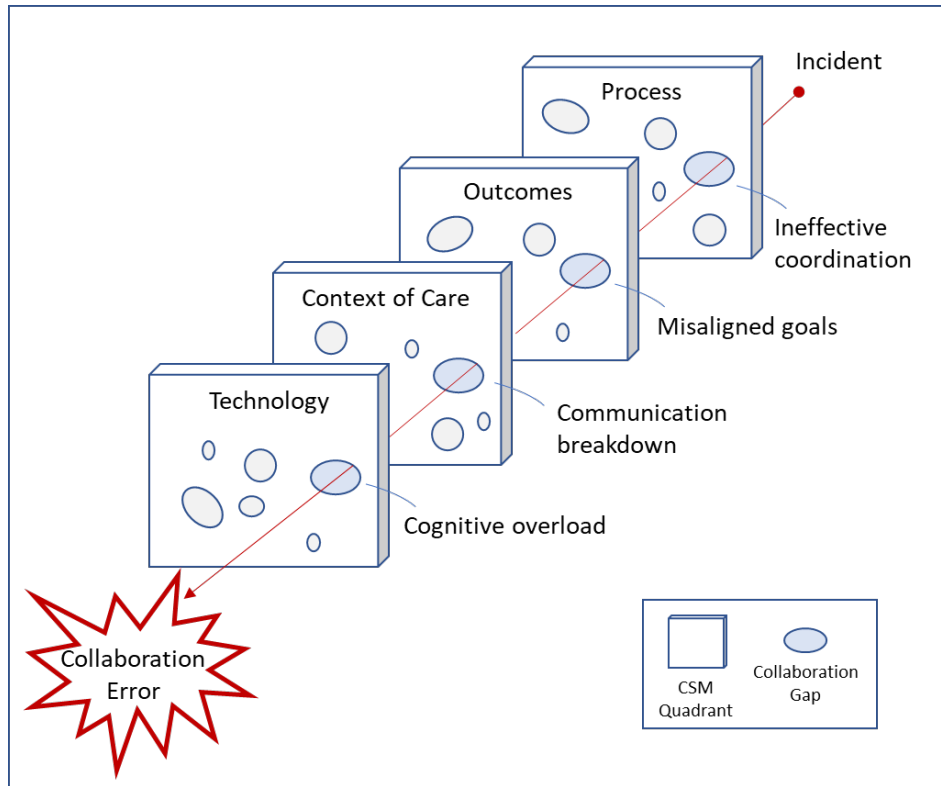 Incident
Process
Ineffective
coordination
Outcomes
Misaligned goals
Context of Care
Communication
breakdown
Technology
Cognitive overload
Collaboration
Error
CSM
Quadrant
Collaboration
Gap